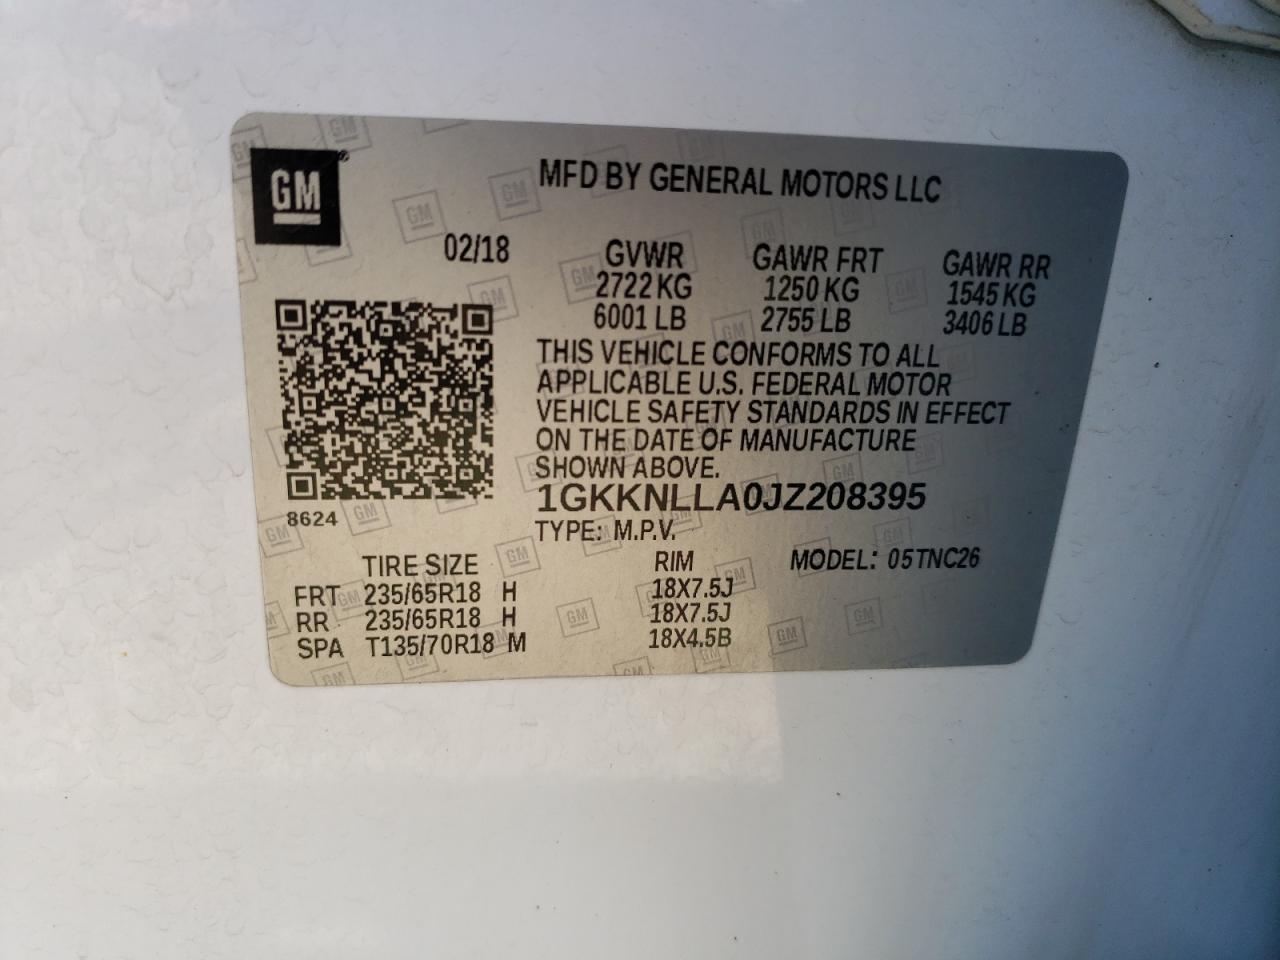 GM
MFD BY GENERAL MOTORS LLC
02/18 GVWR GAWR FRT GAWR RR
2722 KG 1250 KG 1545 KG
6001 LB 2755 LB 3406 LB
THIS VEHICLE CONFORMS TO ALL
APPLICABLE U.S. FEDERAL MOTOR
VEHICLE SAFETY STANDARDS IN EFFECT
ON THE DATE OF MANUFACTURE
SHOWN ABOVE.
1GKKNLLA0JZ208395
8624
TYPE: M.P.V.
TIRE SIZE RIM MODEL: 05TNC26
FRT 235/65R18 H 18X7.5J
RR 235/65R18 H 18X7.5J
SPA T135/70R18 M 18X4.5B